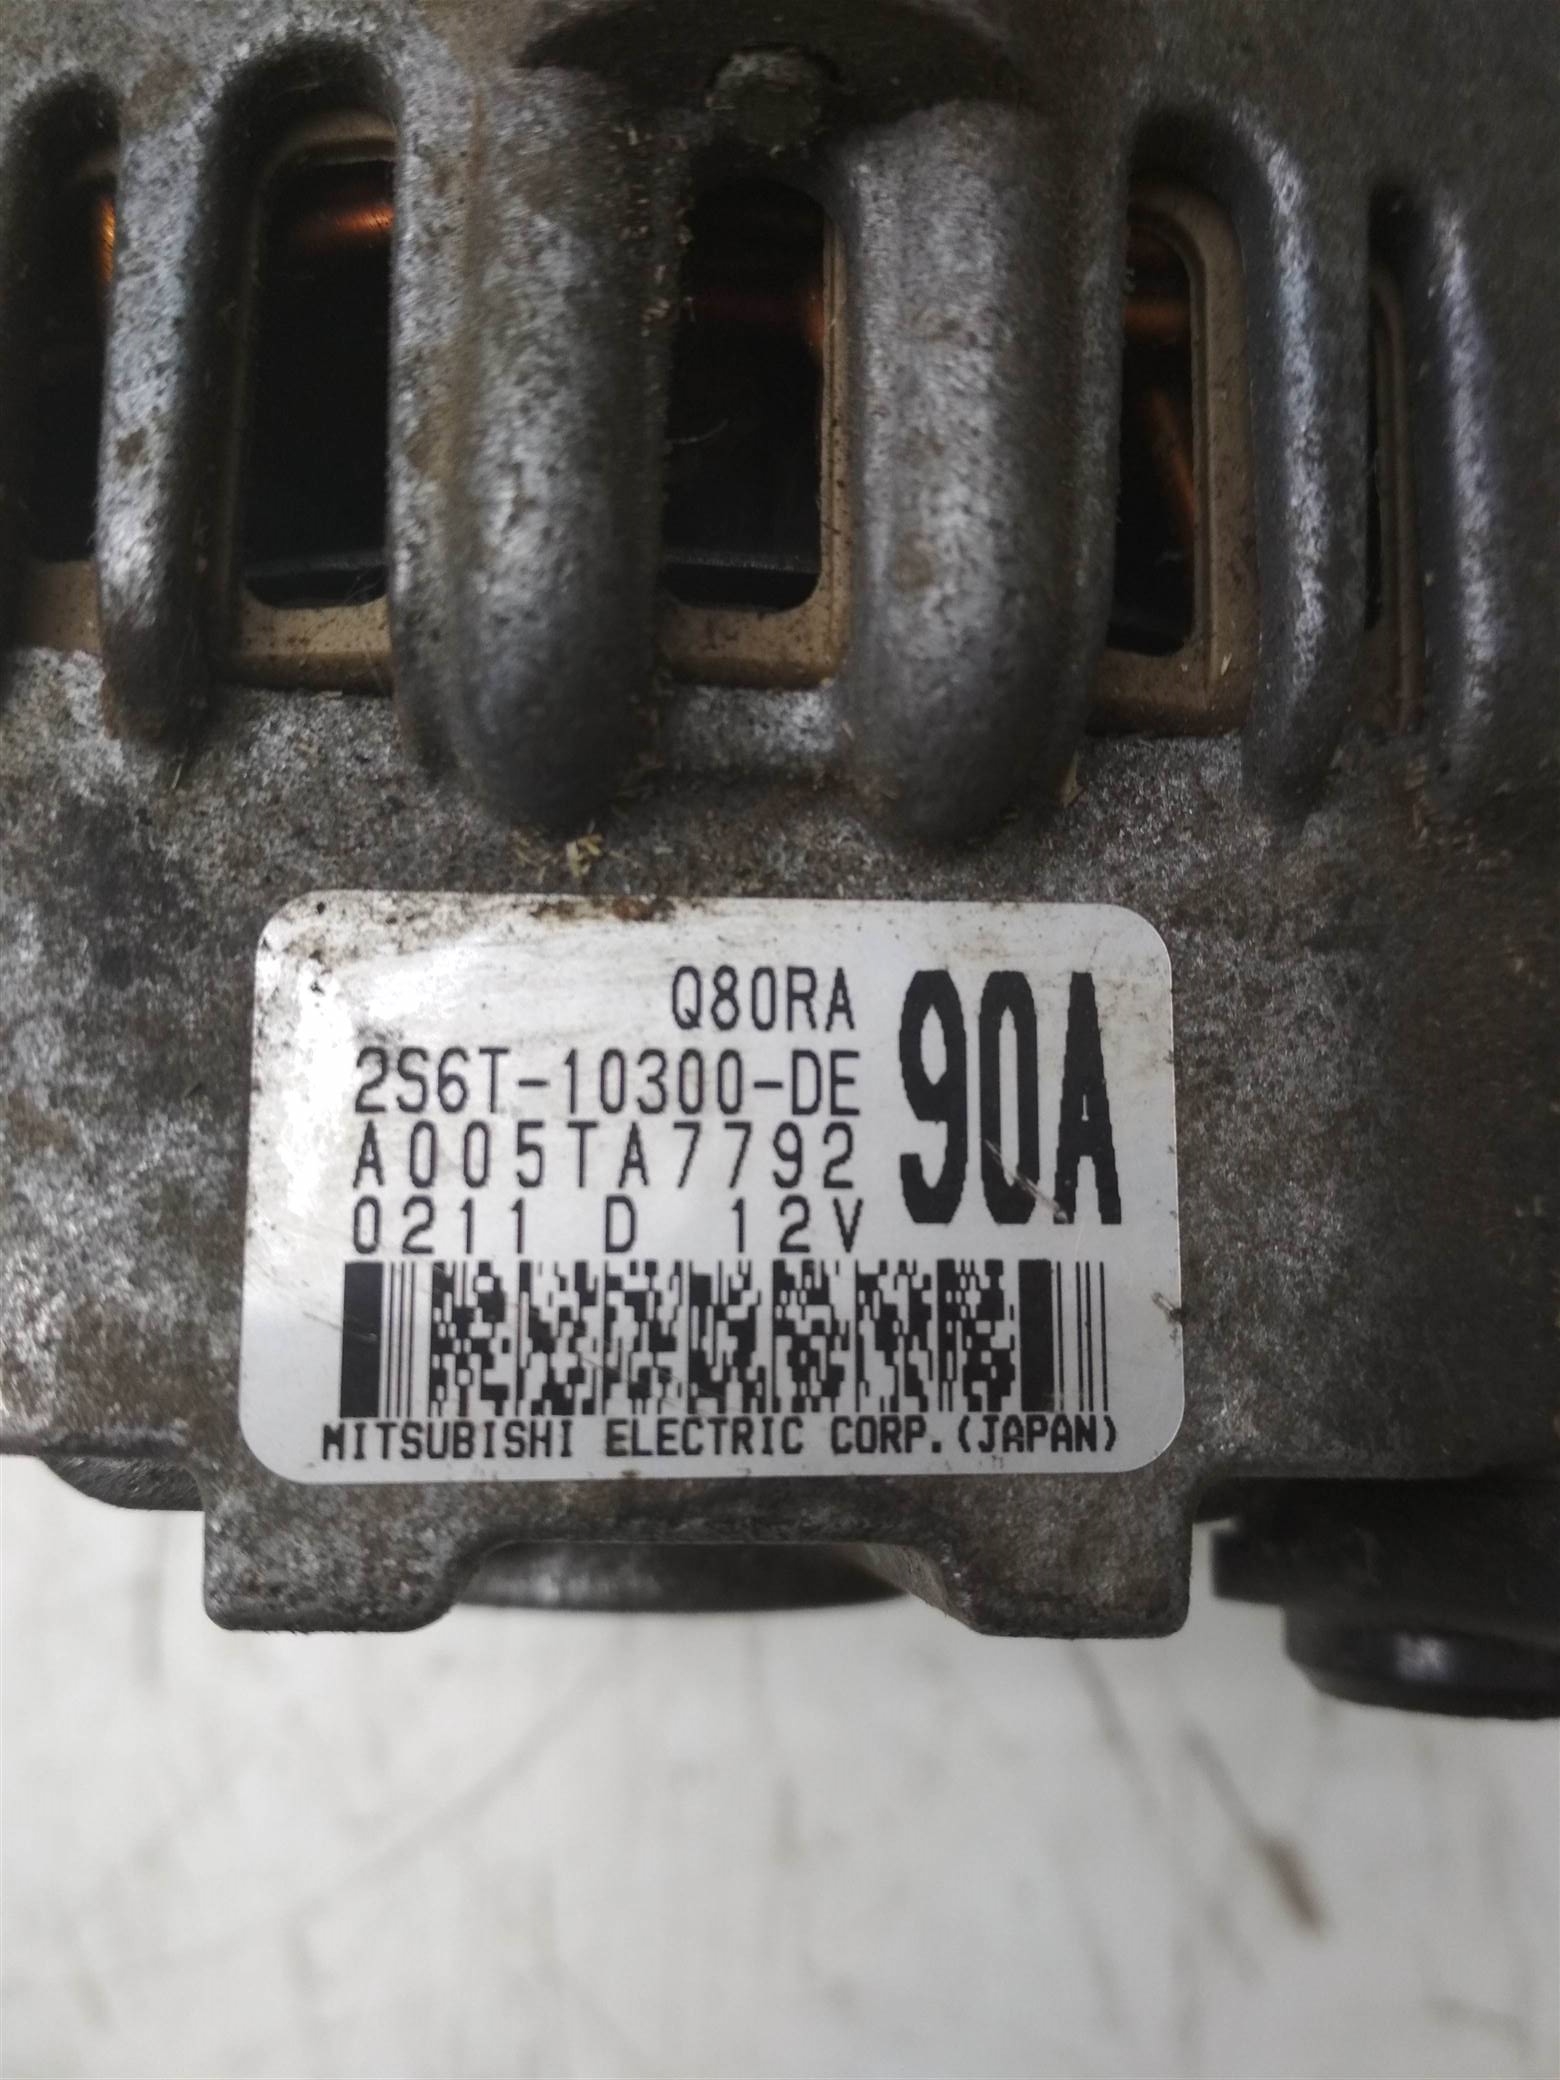 Q80RA
2S6T-10300-DE
90A
A005TA7792
0211 D 12V
MITSUBISHI ELECTRIC CORP.(JAPAN)